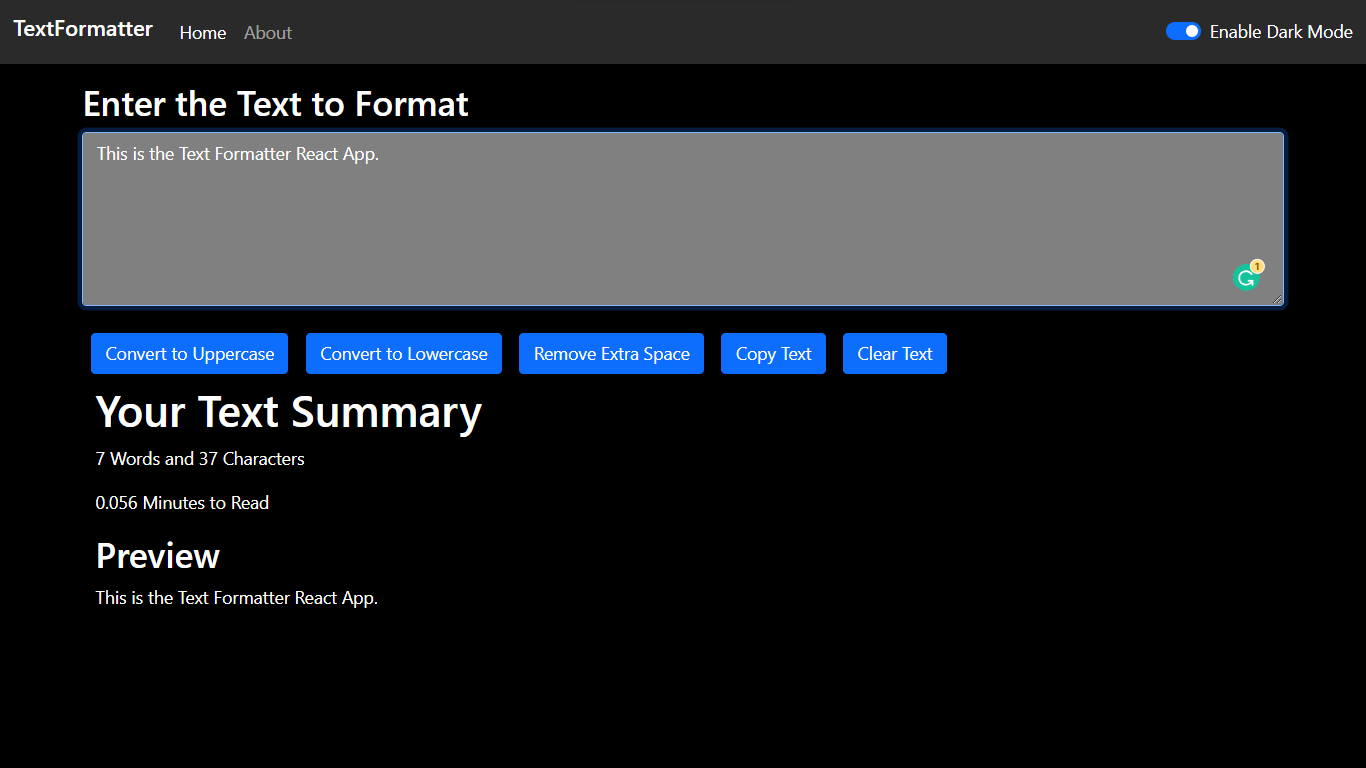 TextFormatter Home About Enable Dark Mode
Enter the Text to Format
This is the Text Formatter React App.
1
Convert to Uppercase Convert to Lowercase Remove Extra Space Copy Text Clear Text
Your Text Summary
7 Words and 37 Characters
0.056 Minutes to Read
Preview
This is the Text Formatter React App.